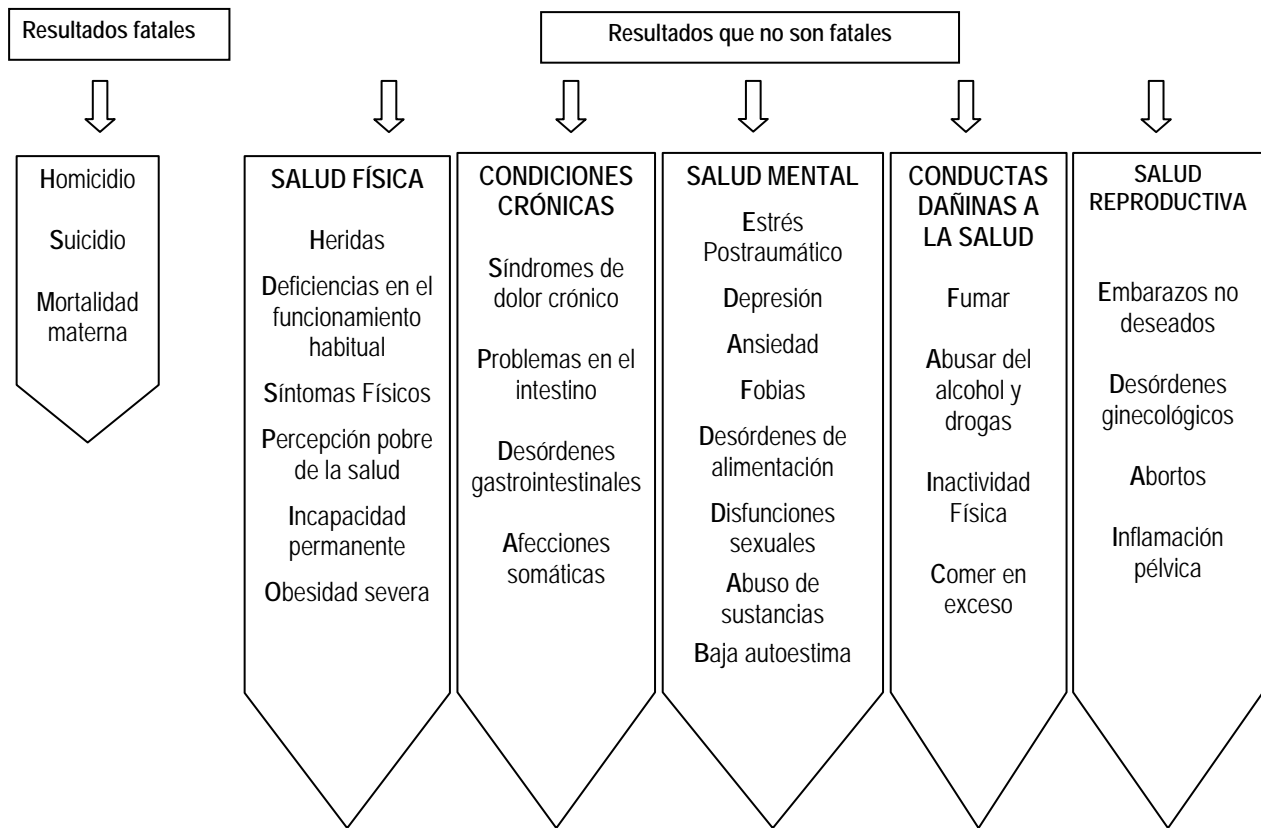 Resultados fatales
Resultados que no son fatales
Homicidio
Suicidio
Mortalidad
materna
SALUD FÍSICA
Heridas
Deficiencias en el
funcionamiento
habitual
Síntomas Físicos
Percepción pobre
de la salud
Incapacidad
permanente
Obesidad severa
CONDICIONES
CRÓNICAS
Síndromes de
dolor crónico
Problemas en el
intestino
Desórdenes
gastrointestinales
Afecciones
somáticas
SALUD MENTAL
Estrés
Postraumático
Depresión
Ansiedad
Fobias
Desórdenes de
alimentación
Disfunciones
sexuales
Abuso de
sustancias
Baja autoestima
CONDUCTAS
DAÑINAS A
LA SALUD
Fumar
Abusar del
alcohol y
drogas
Inactividad
Física
Comer en
exceso
SALUD
REPRODUCTIVA
Embarazos no
deseados
Desórdenes
ginecológicos
Abortos
Inflamación
pélvica